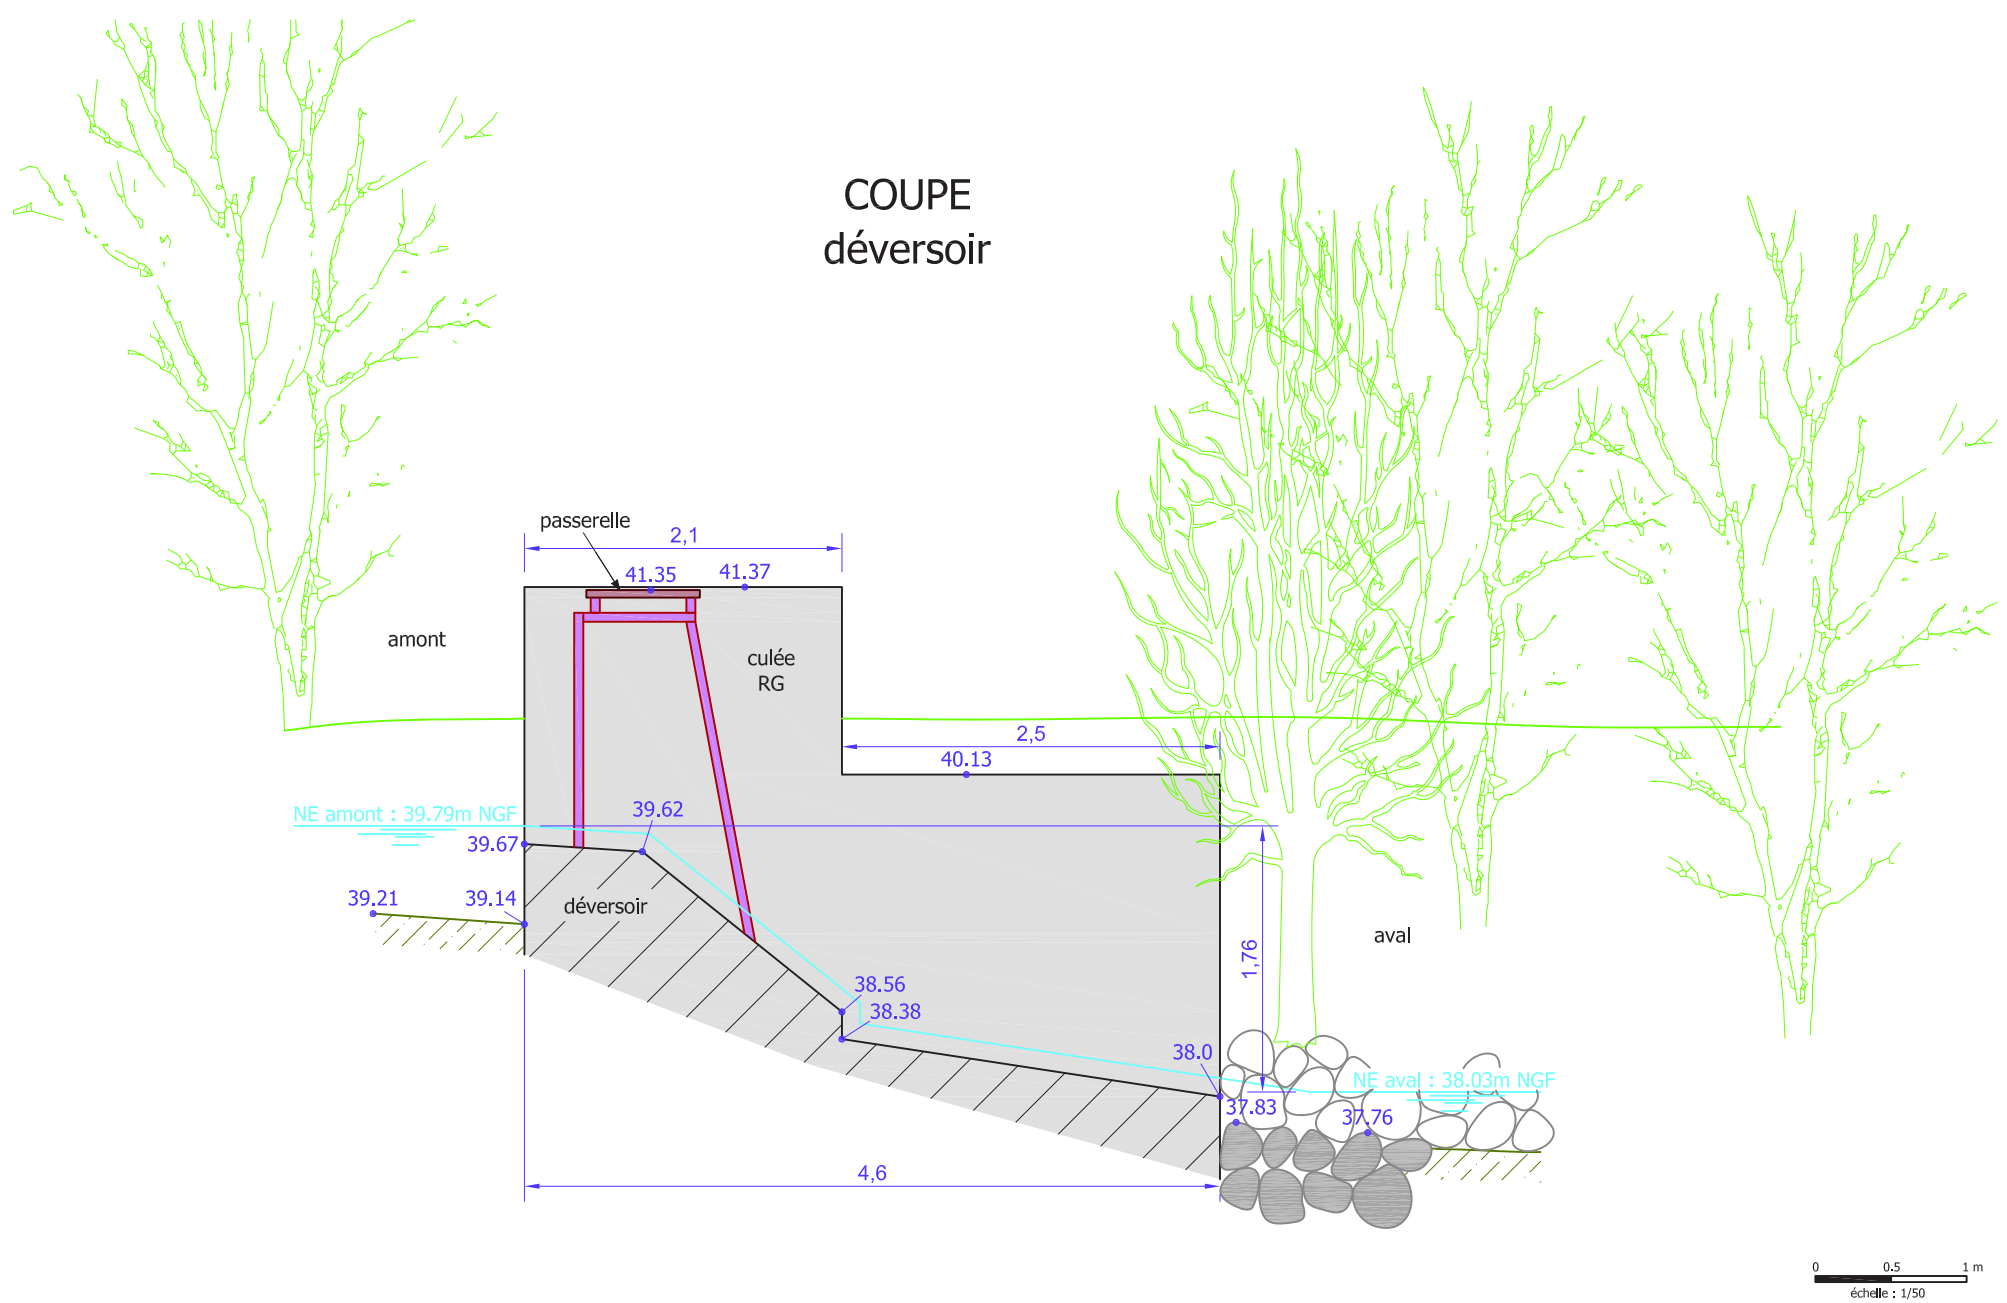 COUPE
déversoir
passerelle
2,1
41.35
41.37
amont
culée
RG
2,5
40.13
NE amont : 39.79m NGF
39.62
39.67
39.21
39.14
déversoir
aval
1,76
38.56
38.38
38.0
NE aval : 38.03m NGF
37.83
37.76
4,6
0 0.5 1 m
échelle : 1/50